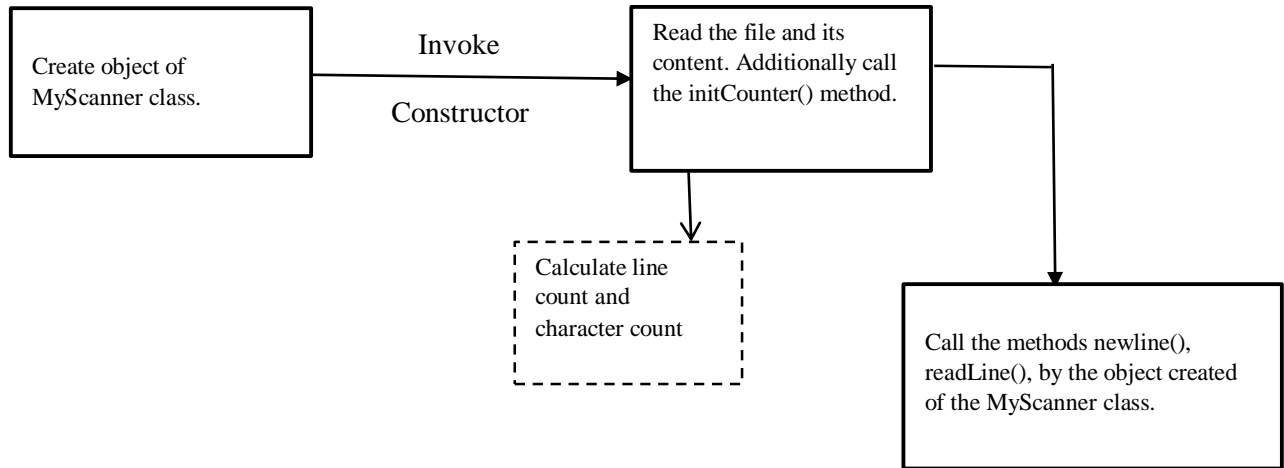 Create object of
MyScanner class.
Invoke
Constructor
Read the file and its
content. Additionally call
the initCounter() method.
Calculate line
count and
character count
Call the methods newline(),
readLine(), by the object created
of the MyScanner class.